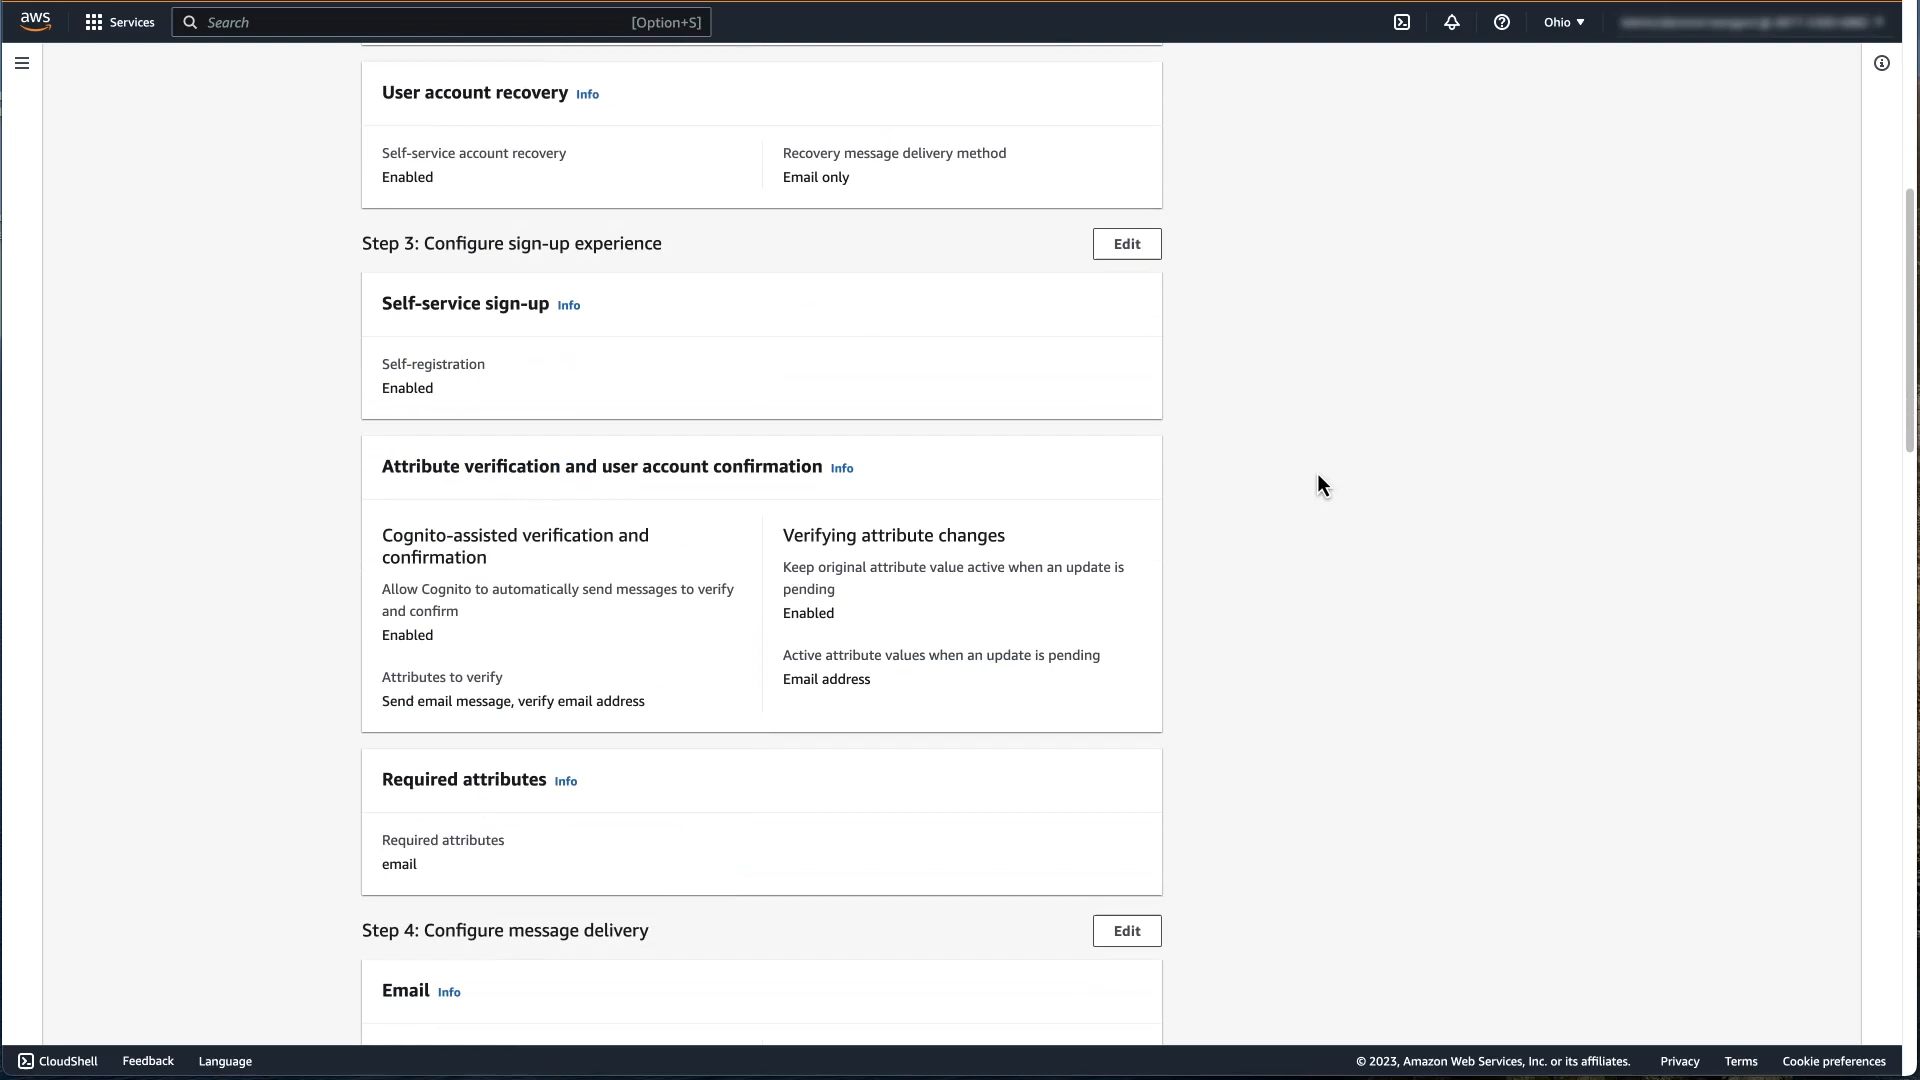 aws
Services
Search
[Option+S]
Ohio
User account recovery Info
Self-service account recovery
Enabled
Recovery message delivery method
Email only
Step 3: Configure sign-up experience
Edit
Self-service sign-up Info
Self-registration
Enabled
Attribute verification and user account confirmation Info
Cognito-assisted verification and
confirmation
Allow Cognito to automatically send messages to verify
and confirm
Enabled
Attributes to verify
Send email message, verify email address
Verifying attribute changes
Keep original attribute value active when an update is
pending
Enabled
Active attribute values when an update is pending
Email address
Required attributes Info
Required attributes
email
Step 4: Configure message delivery
Edit
Email Info
CloudShell
Feedback
Language
© 2023, Amazon Web Services, Inc. or its affiliates.
Privacy
Terms
Cookie preferences